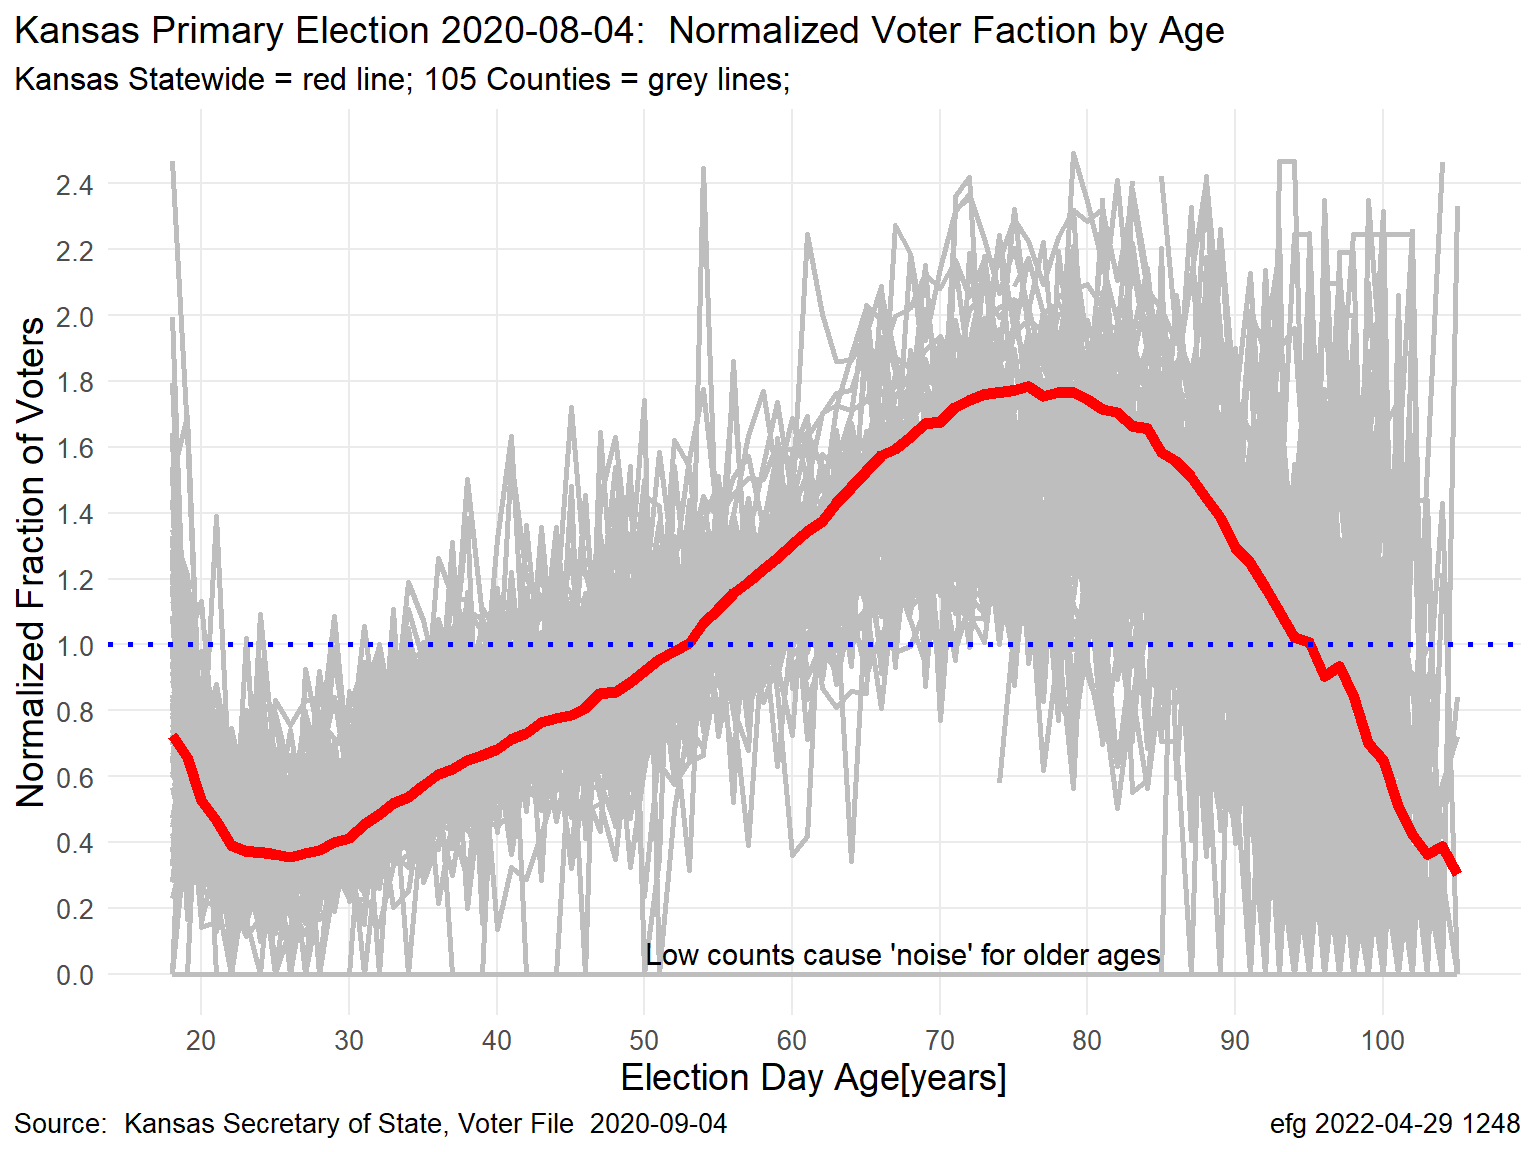 Kansas Primary Election 2020-08-04:  Normalized Voter Faction by Age
Kansas Statewide = red line; 105 Counties = grey lines;
Normalized Fraction of Voters
2.4
2.2
2.0
1.8
1.6
1.4
1.2
1.0
0.8
0.6
0.4
0.2
0.0
Low counts cause 'noise' for older ages
20 30 40 50 60 70 80 90 100
Election Day Age[years]
Source:  Kansas Secretary of State, Voter File  2020-09-04
efg 2022-04-29 1248